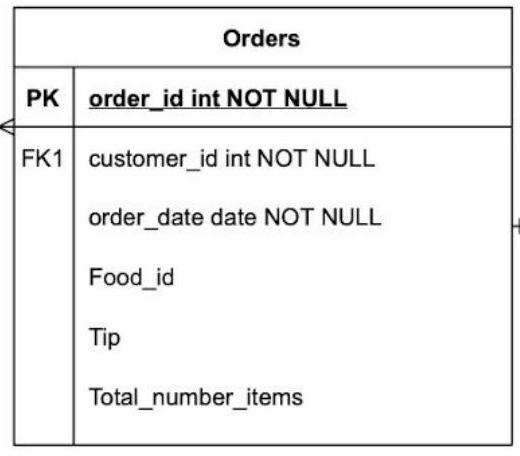 Orders
PK order_id int NOT NULL
FK1 customer_id int NOT NULL
order_date date NOT NULL
Food_id
Tip
Total_number_items